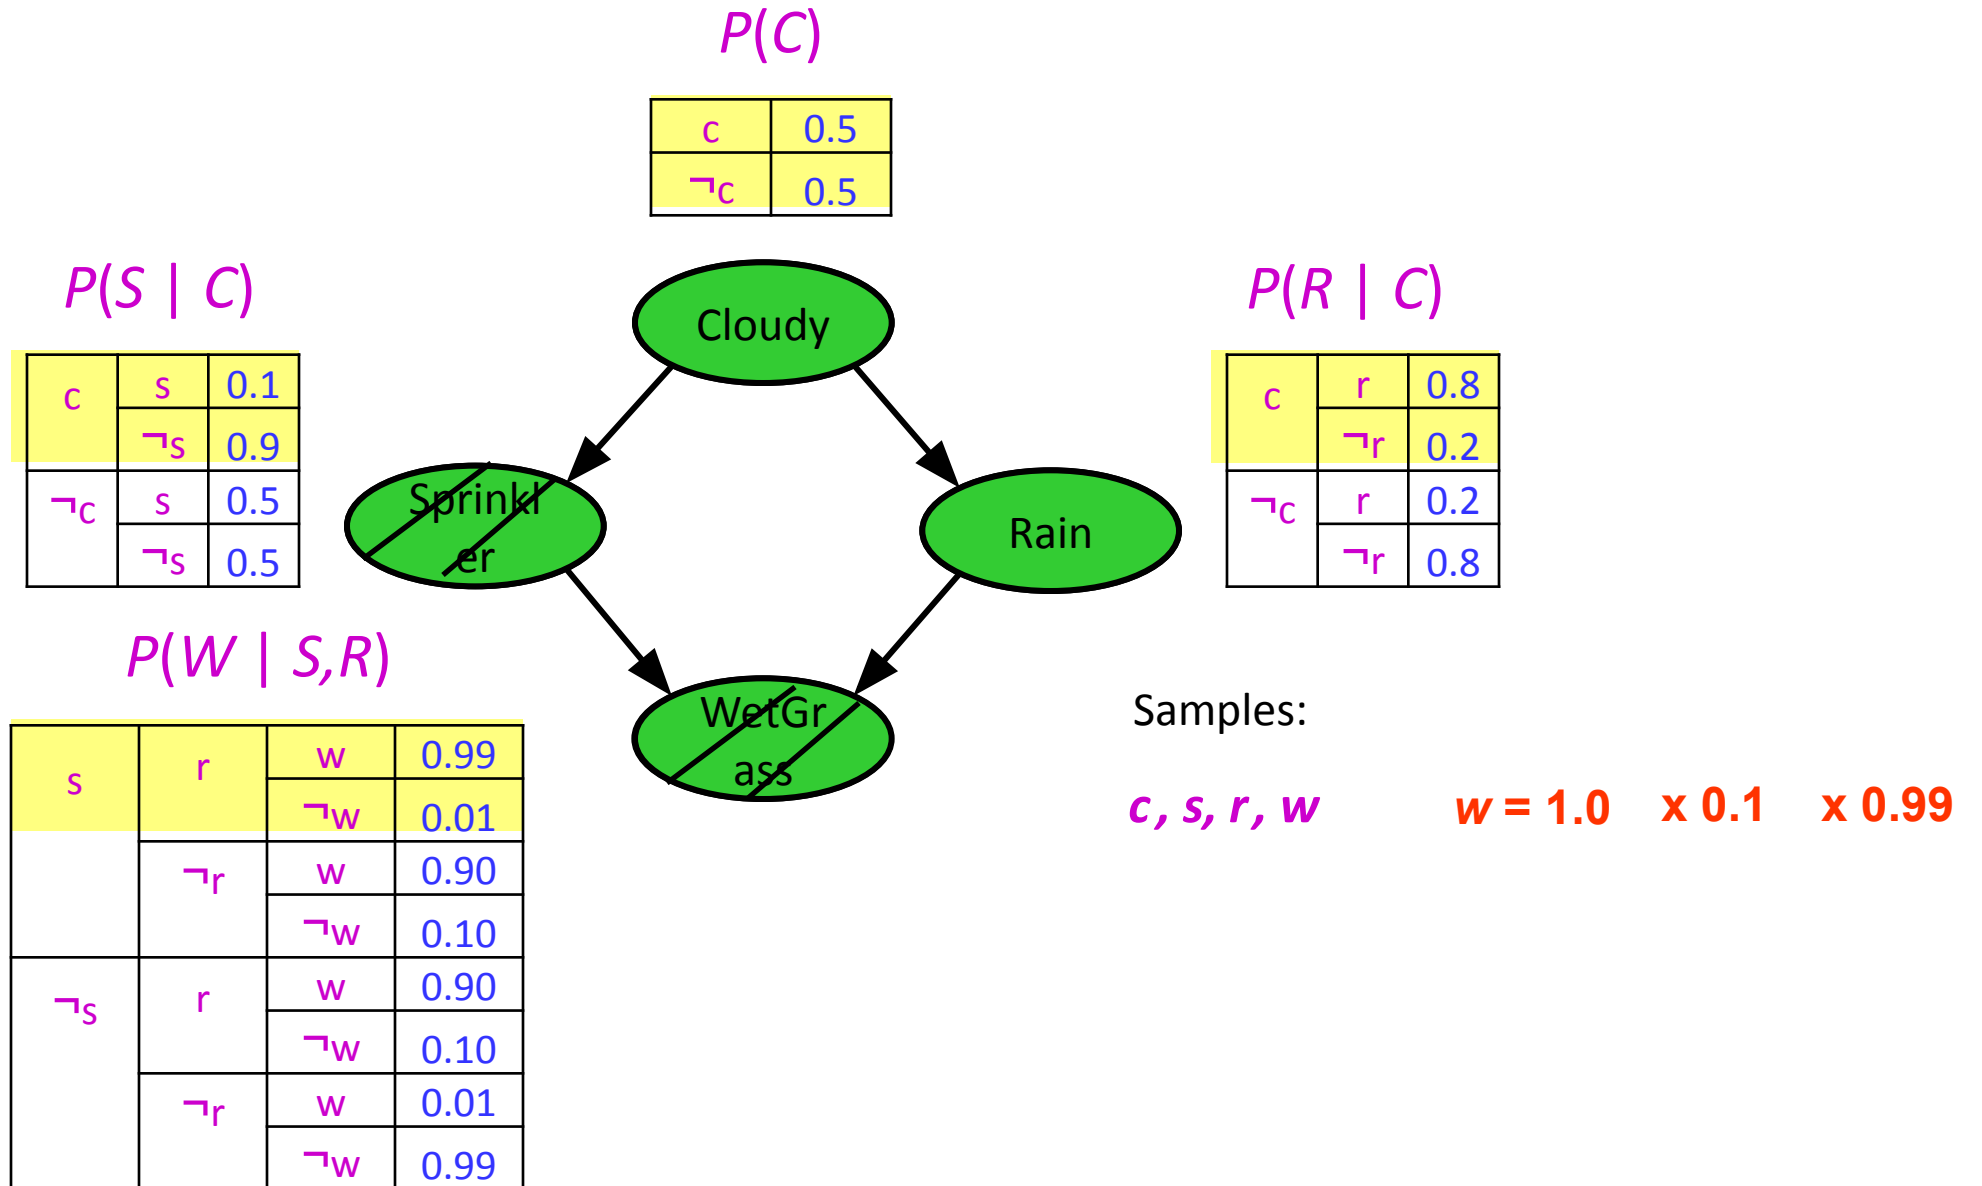 P(C)
c 0.5
¬c 0.5
P(S | C)
c s 0.1
¬s 0.9
¬c s 0.5
¬s 0.5
Cloudy
P(R | C)
c r 0.8
¬r 0.2
¬c r 0.2
¬r 0.8
Sprinkl
er
Rain
P(W | S,R)
s r w 0.99
¬w 0.01
¬r w 0.90
¬w 0.10
¬s r w 0.90
¬w 0.10
¬r w 0.01
¬w 0.99
WetGr
ass
Samples:
c, s, r, w w = 1.0 x 0.1 x 0.99